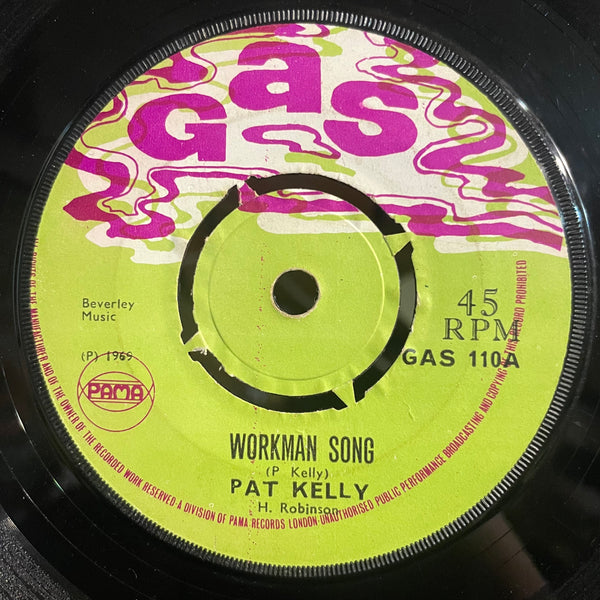 Gas
Beverley
Music
(P) 1969
PAMA
45
RPM
GAS 110A
WORKMAN SONG
(P. Kelly)
PAT KELLY
H. Robinson
OF THE MANUFACTURER AND OF THE OWNER OF THE RECORDED WORK RESERVED·A DIVISION OF PAMA RECORDS LONDON·UNAUTHORISED PUBLIC PERFORMANCE BROADCASTING AND COPYING OF THIS RECORD PROHIBITED